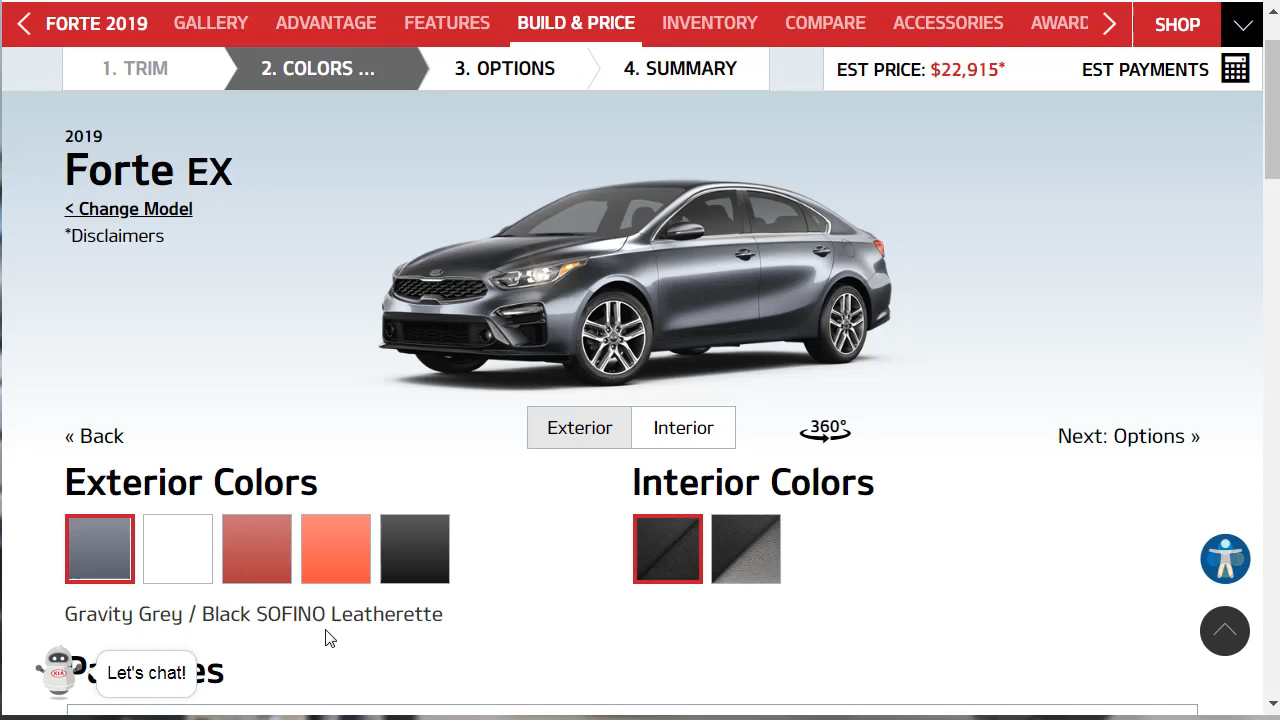 FORTE 2019 GALLERY ADVANTAGE FEATURES BUILD & PRICE INVENTORY COMPARE ACCESSORIES AWARD SHOP
1. TRIM 2. COLORS ... 3. OPTIONS 4. SUMMARY EST PRICE: $22,915* EST PAYMENTS
2019
Forte EX
< Change Model
*Disclaimers
Exterior Interior 360°
« Back Next: Options »
Exterior Colors Interior Colors
Gravity Grey / Black SOFINO Leatherette
KIA Let's chat!